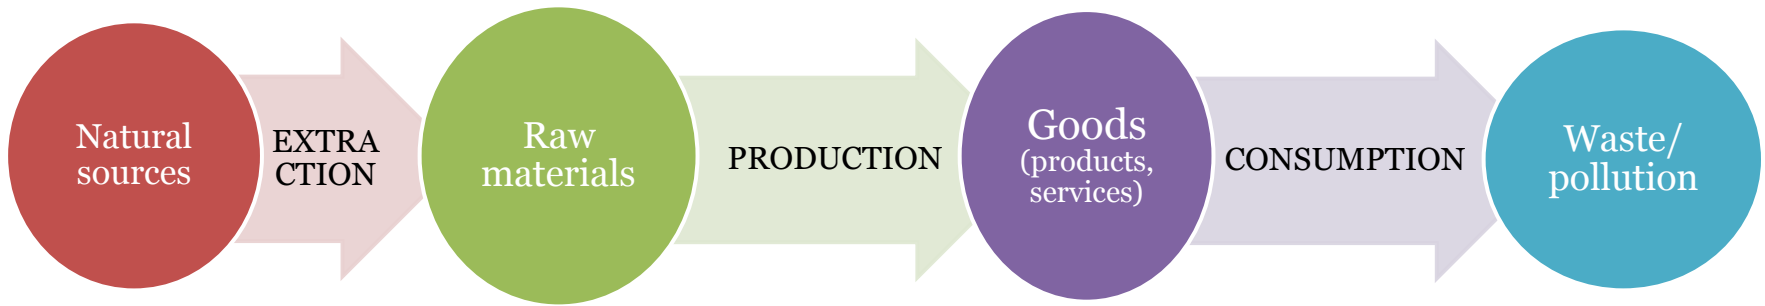 Natural
sources
EXTRA
CTION
Raw
materials
PRODUCTION
Goods
(products,
services)
CONSUMPTION
Waste/
pollution